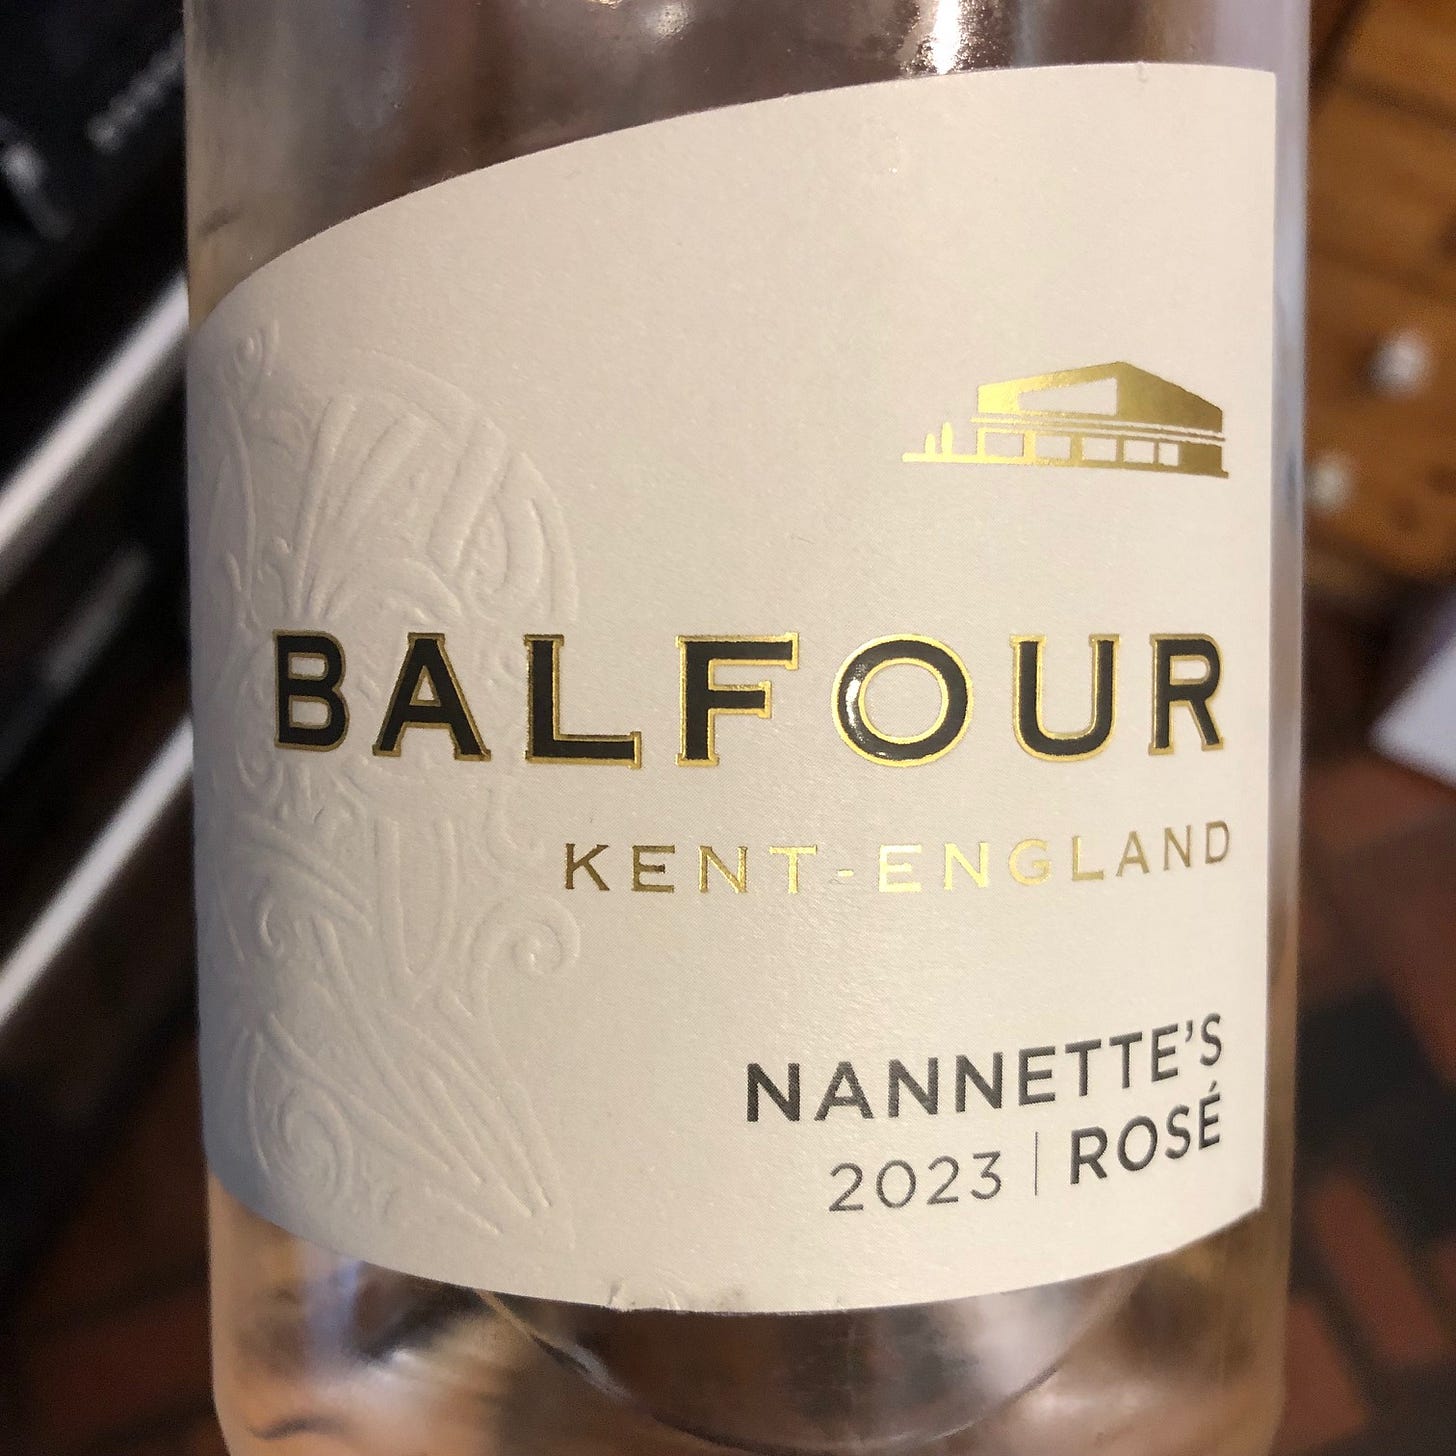 BALFOUR
KENT-ENGLAND
NANNETTE'S
2023 | ROSÉ